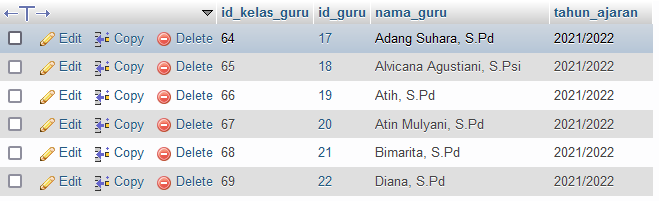 id_kelas_guru id_guru nama_guru tahun_ajaran
Edit Copy Delete 64 17 Adang Suhara, S.Pd 2021/2022
Edit Copy Delete 65 18 Alvicana Agustiani, S.Psi 2021/2022
Edit Copy Delete 66 19 Atih, S.Pd 2021/2022
Edit Copy Delete 67 20 Atin Mulyani, S.Pd 2021/2022
Edit Copy Delete 68 21 Bimarita, S.Pd 2021/2022
Edit Copy Delete 69 22 Diana, S.Pd 2021/2022